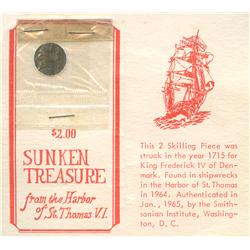 $2.00
SUNKEN
TREASURE
from the Harbor
of St. Thomas V.I.
This 2 Skilling Piece was
struck in the year 1715 for
King Frederick IV of Den-
mark. Found in shipwrecks
in the Harbor of St. Thomas
in 1964. Authenticated in
Jan., 1965, by the Smith-
sonian Institute, Washing-
ton, D. C.